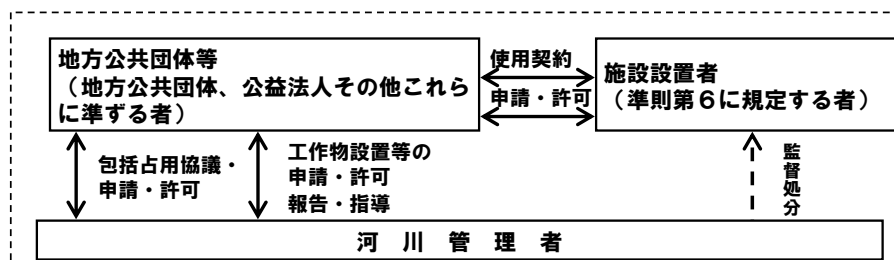 地方公共団体等
(地方公共団体、公益法人その他これら
に準ずる者)
使用契約
申請・許可
施設設置者
(準則第6に規定する者)
包括占用協議・
申請・許可
工作物設置等の
申請・許可
報告・指導
監督処分
河川管理者